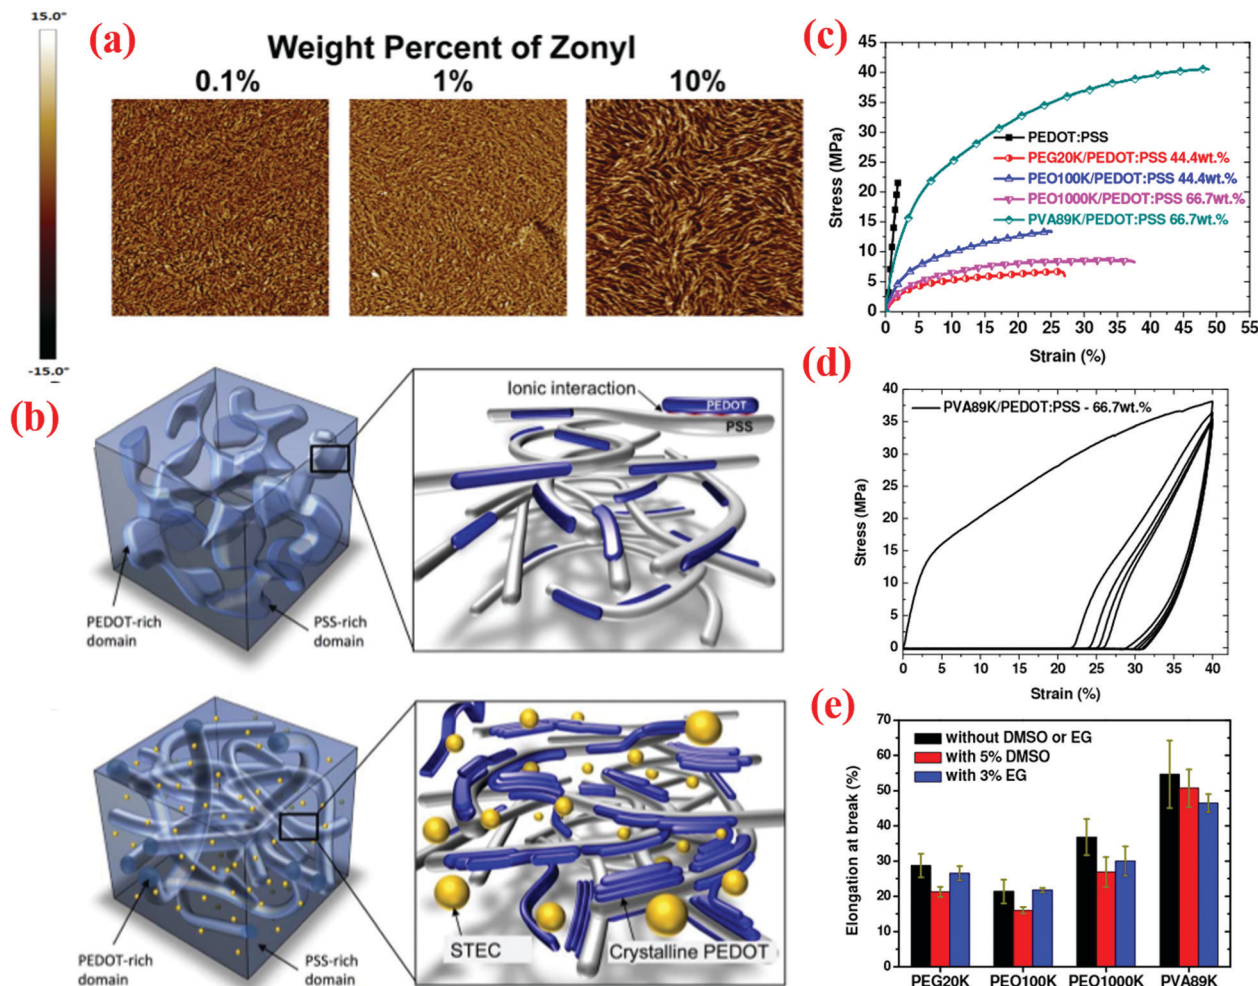 15.0°
-15.0°
(a)
Weight Percent of Zonyl
0.1%
1%
10%
(b)
PEDOT-rich
domain
PSS-rich
domain
Ionic interaction
PEDOT
PSS
PEDOT-rich
domain
PSS-rich
domain
STEC
Crystalline PEDOT
(c)
45
40
35
30
25
20
15
10
5
0
Stress (MPa)
PEDOT:PSS
PEG20K/PEDOT:PSS 44.4wt.%
PEO100K/PEDOT:PSS 44.4wt.%
PEO1000K/PEDOT:PSS 66.7wt.%
PVA89K/PEDOT:PSS 66.7wt.%
0 5 10 15 20 25 30 35 40 45 50 55
Strain (%)
(d)
40
35
30
25
20
15
10
5
0
Stress (MPa)
PVA89K/PEDOT:PSS - 66.7wt.%
0 5 10 15 20 25 30 35 40
Strain (%)
(e)
70
60
50
40
30
20
10
0
Elongation at break (%)
without DMSO or EG
with 5% DMSO
with 3% EG
PEG20K PEO100K PEO1000K PVA89K